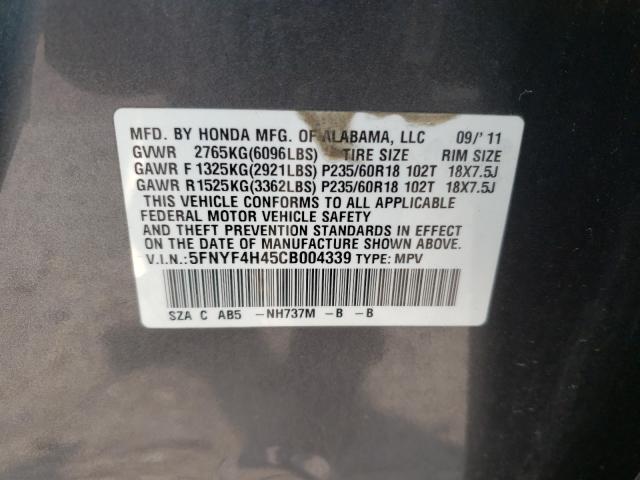 MFD. BY HONDA MFG. OF ALABAMA, LLC 09/'11
GVWR 2765KG(6096LBS) TIRE SIZE RIM SIZE
GAWR F 1325KG(2921LBS) P235/60R18 102T 18X7.5J
GAWR R 1525KG(3362LBS) P235/60R18 102T 18X7.5J
THIS VEHICLE CONFORMS TO ALL APPLICABLE
FEDERAL MOTOR VEHICLE SAFETY
AND THEFT PREVENTION STANDARDS IN EFFECT
ON THE DATE OF MANUFACTURE SHOWN ABOVE.
V.I.N.:5FNYF4H45CB004339 TYPE: MPV
SZA C AB5 -NH737M -B -B